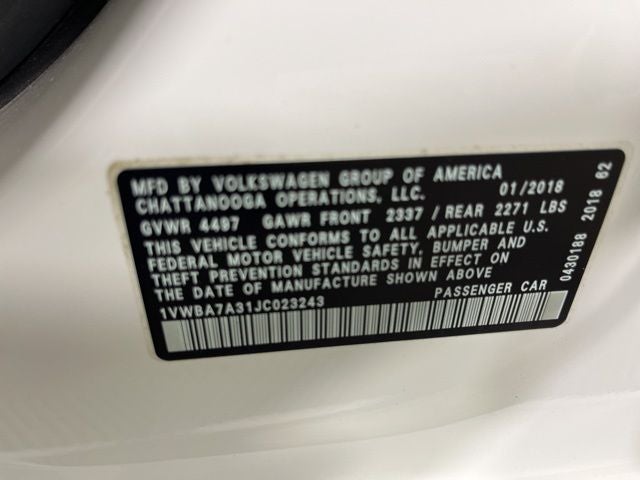 MFD BY VOLKSWAGEN GROUP OF AMERICA
CHATTANOOGA OPERATIONS, LLC. 01/2018
GVWR 4497 GAWR FRONT 2337 / REAR 2271 LBS
THIS VEHICLE CONFORMS TO ALL APPLICABLE U.S.
FEDERAL MOTOR VEHICLE SAFETY, BUMPER AND
THEFT PREVENTION STANDARDS IN EFFECT ON
THE DATE OF MANUFACTURE SHOWN ABOVE
1VWBA7A31JC023243 PASSENGER CAR
0430188 2018 62